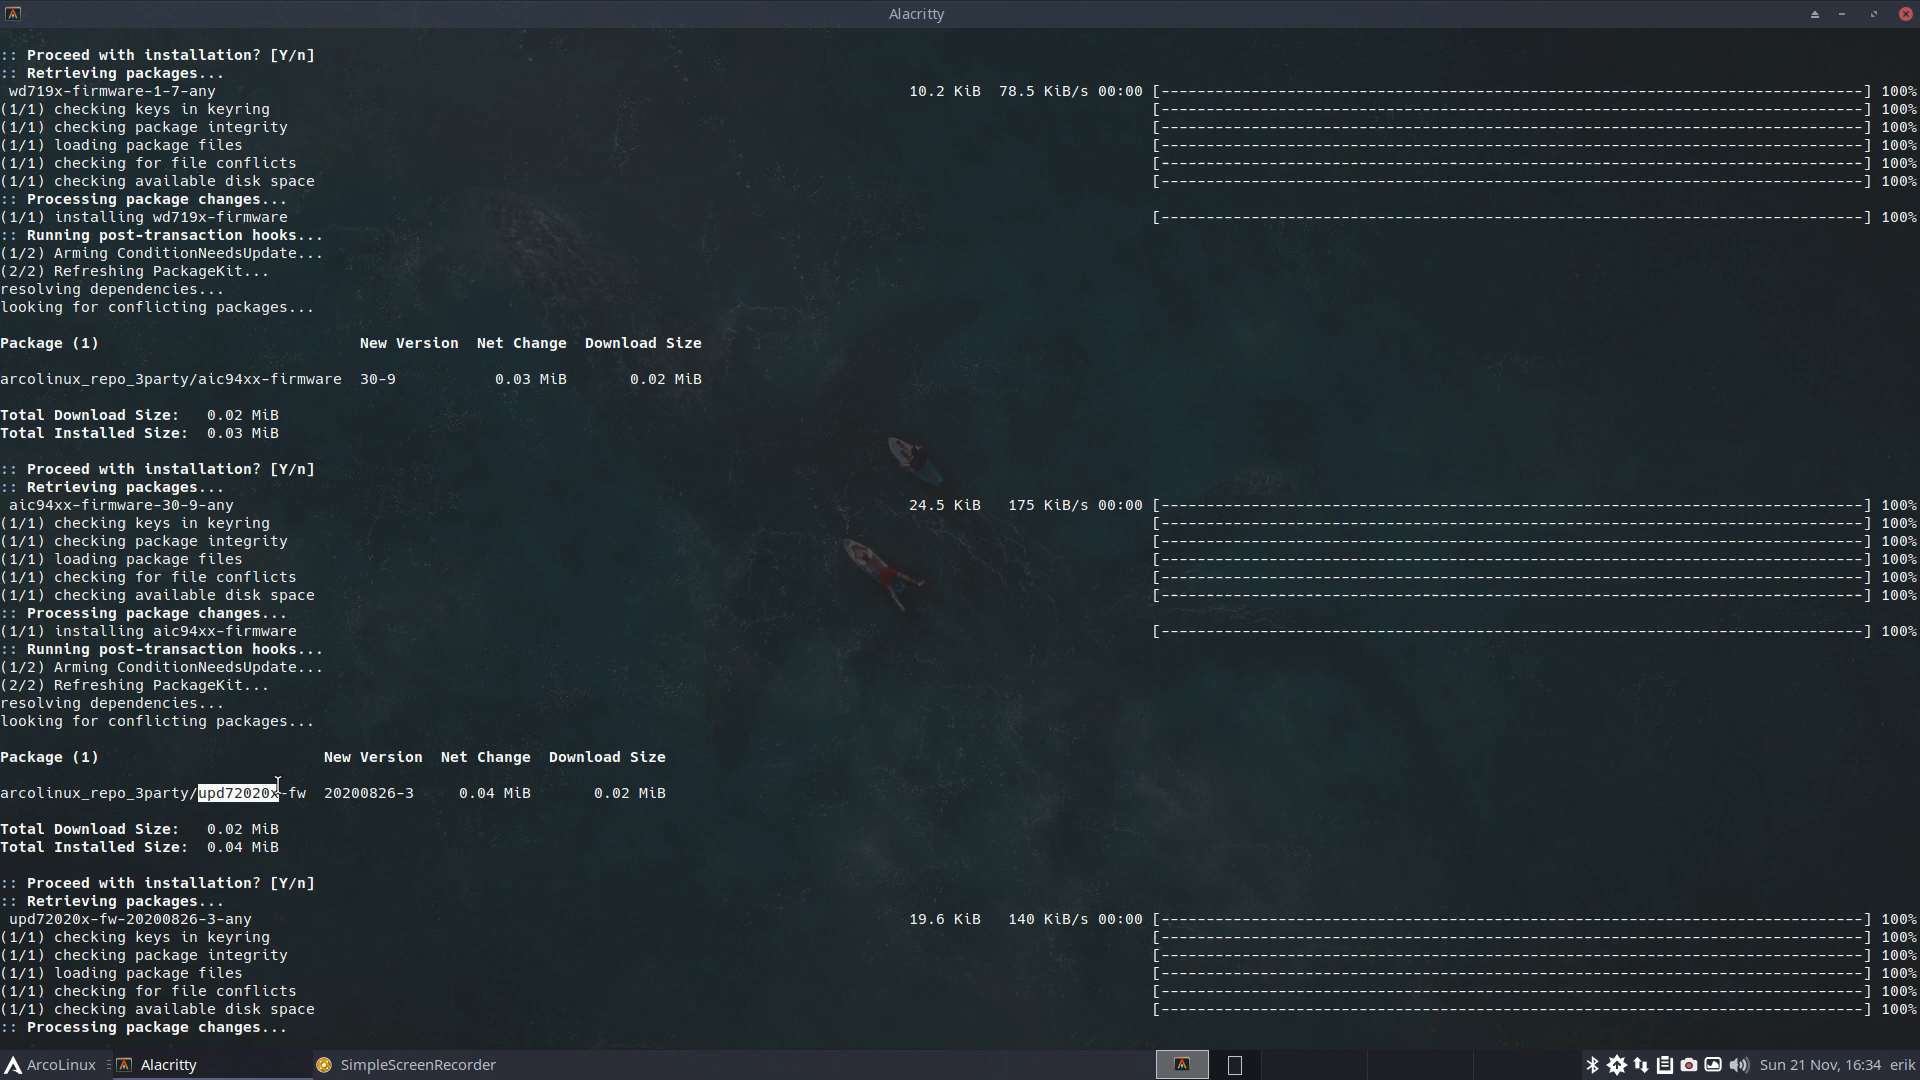 Alacritty
:: Proceed with installation? [Y/n]
:: Retrieving packages...
wd719x-firmware-1-7-any 10.2 KiB 78.5 KiB/s 00:00 [------------------------------------------------------------------------------] 100%
(1/1) checking keys in keyring [------------------------------------------------------------------------------] 100%
(1/1) checking package integrity [------------------------------------------------------------------------------] 100%
(1/1) loading package files [------------------------------------------------------------------------------] 100%
(1/1) checking for file conflicts [------------------------------------------------------------------------------] 100%
(1/1) checking available disk space [------------------------------------------------------------------------------] 100%
:: Processing package changes...
(1/1) installing wd719x-firmware [------------------------------------------------------------------------------] 100%
:: Running post-transaction hooks...
(1/2) Arming ConditionNeedsUpdate...
(2/2) Refreshing PackageKit...
resolving dependencies...
looking for conflicting packages...
Package (1) New Version Net Change Download Size
arcolinux_repo_3party/aic94xx-firmware 30-9 0.03 MiB 0.02 MiB
Total Download Size: 0.02 MiB
Total Installed Size: 0.03 MiB
:: Proceed with installation? [Y/n]
:: Retrieving packages...
aic94xx-firmware-30-9-any 24.5 KiB 175 KiB/s 00:00 [------------------------------------------------------------------------------] 100%
(1/1) checking keys in keyring [------------------------------------------------------------------------------] 100%
(1/1) checking package integrity [------------------------------------------------------------------------------] 100%
(1/1) loading package files [------------------------------------------------------------------------------] 100%
(1/1) checking for file conflicts [------------------------------------------------------------------------------] 100%
(1/1) checking available disk space [------------------------------------------------------------------------------] 100%
:: Processing package changes...
(1/1) installing aic94xx-firmware [------------------------------------------------------------------------------] 100%
:: Running post-transaction hooks...
(1/2) Arming ConditionNeedsUpdate...
(2/2) Refreshing PackageKit...
resolving dependencies...
looking for conflicting packages...
Package (1) New Version Net Change Download Size
arcolinux_repo_3party/upd72020x-fw 20200826-3 0.04 MiB 0.02 MiB
Total Download Size: 0.02 MiB
Total Installed Size: 0.04 MiB
:: Proceed with installation? [Y/n]
:: Retrieving packages...
upd72020x-fw-20200826-3-any 19.6 KiB 140 KiB/s 00:00 [------------------------------------------------------------------------------] 100%
(1/1) checking keys in keyring [------------------------------------------------------------------------------] 100%
(1/1) checking package integrity [------------------------------------------------------------------------------] 100%
(1/1) loading package files [------------------------------------------------------------------------------] 100%
(1/1) checking for file conflicts [------------------------------------------------------------------------------] 100%
(1/1) checking available disk space [------------------------------------------------------------------------------] 100%
:: Processing package changes...
ArcoLinux Alacritty SimpleScreenRecorder Sun 21 Nov, 16:34 erik